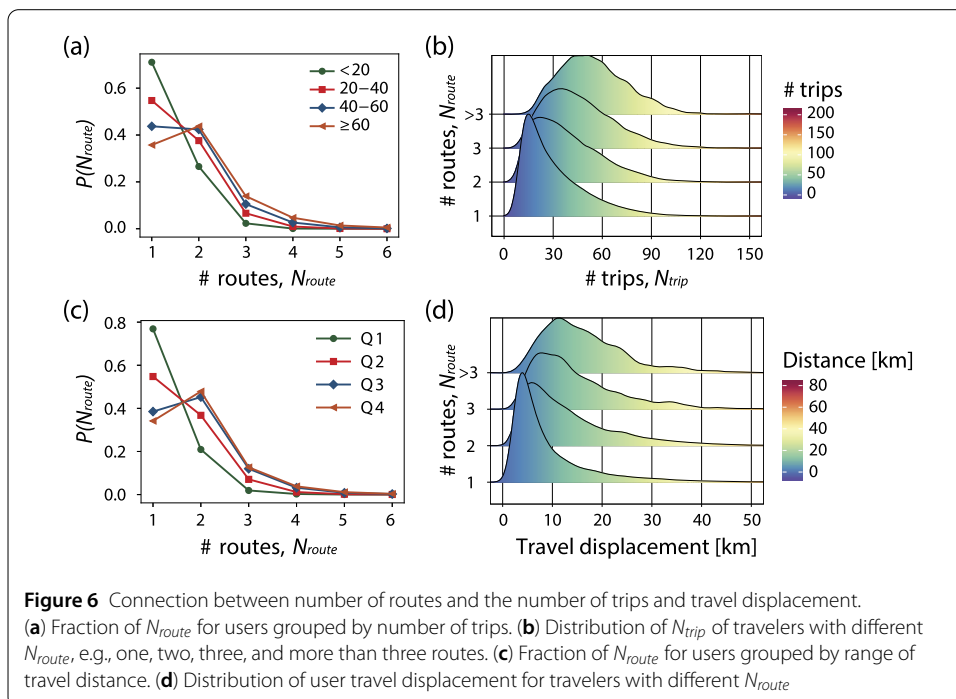 (a)
P(Nroute)
0.6
0.4
0.2
0.0
<20
20–40
40–60
≥60
1 2 3 4 5 6
# routes, Nroute
(b)
# routes, Nroute
>3
3
2
1
0 30 60 90 120 150
# trips, Ntrip
# trips
200
150
100
50
0
(c)
P(Nroute)
0.8
0.6
0.4
0.2
0.0
Q1
Q2
Q3
Q4
1 2 3 4 5 6
# routes, Nroute
(d)
# routes, Nroute
>3
3
2
1
0 10 20 30 40 50
Travel displacement [km]
Distance [km]
80
60
40
20
0
Figure 6 Connection between number of routes and the number of trips and travel displacement.
(a) Fraction of Nroute for users grouped by number of trips. (b) Distribution of Ntrip of travelers with different
Nroute, e.g., one, two, three, and more than three routes. (c) Fraction of Nroute for users grouped by range of
travel distance. (d) Distribution of user travel displacement for travelers with different Nroute